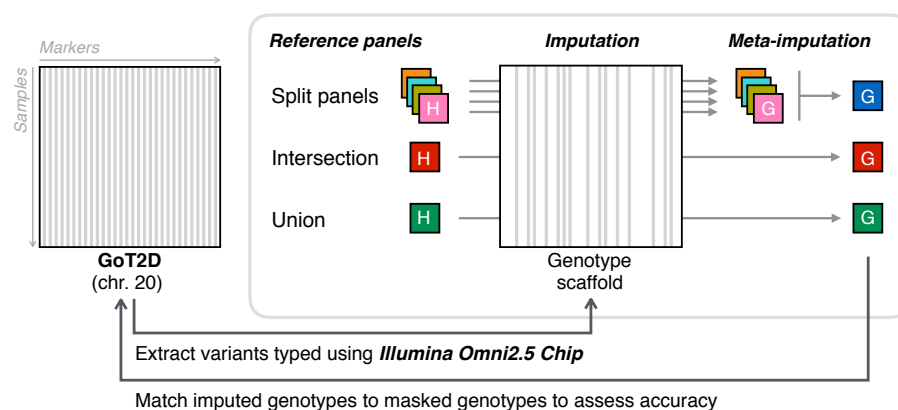 Reference panels Imputation Meta-imputation
Markers
Samples
Split panels H G G
Intersection H G
Union H G
GoT2D
(chr. 20)
Genotype
scaffold
Extract variants typed using Illumina Omni2.5 Chip
Match imputed genotypes to masked genotypes to assess accuracy